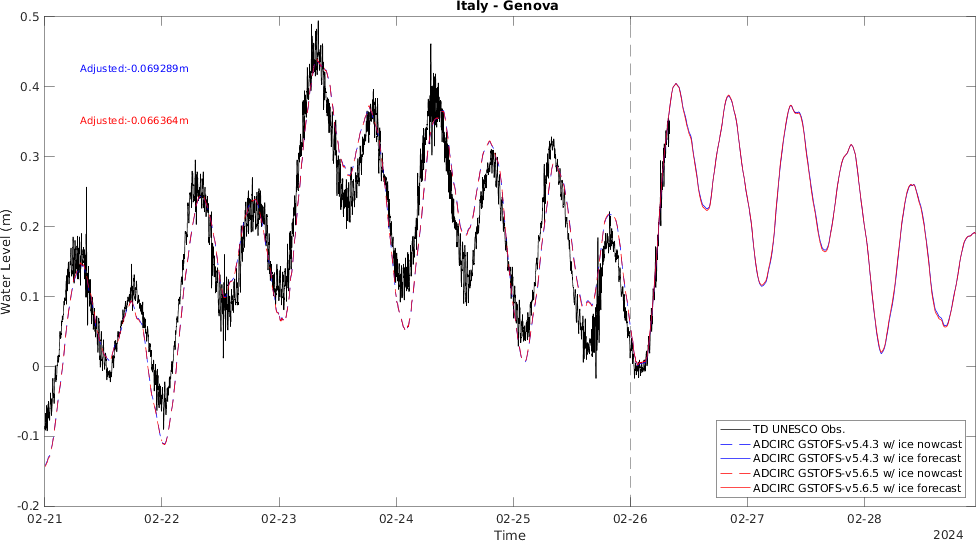 Italy - Genova
Adjusted:-0.069289m
Adjusted:-0.066364m
Water Level (m)
0.5
0.4
0.3
0.2
0.1
0
-0.1
-0.2
TD UNESCO Obs.
ADCIRC GSTOFS-v5.4.3 w/ ice nowcast
ADCIRC GSTOFS-v5.4.3 w/ ice forecast
ADCIRC GSTOFS-v5.6.5 w/ ice nowcast
ADCIRC GSTOFS-v5.6.5 w/ ice forecast
02-21 02-22 02-23 02-24 02-25 02-26 02-27 02-28
Time
2024